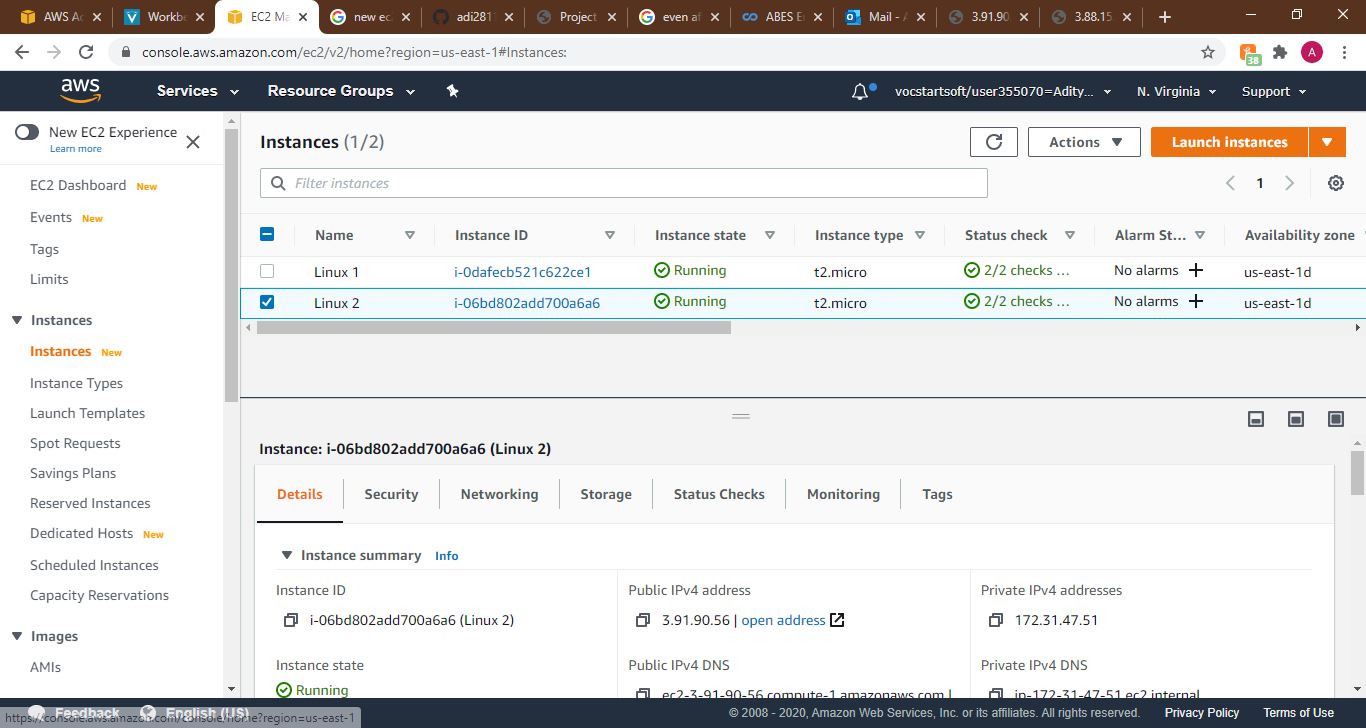 AWS Ac
Workbe
EC2 Ma
new ec
adi281
Project
even af
ABES E
Mail - A
3.91.90
3.88.15
console.aws.amazon.com/ec2/v2/home?region=us-east-1#Instances:
38
A
aws
Services
Resource Groups
vocstartsoft/user355070=Adity...
N. Virginia
Support
New EC2 Experience
Learn more
EC2 Dashboard New
Events New
Tags
Limits
Instances
Instances New
Instance Types
Launch Templates
Spot Requests
Savings Plans
Reserved Instances
Dedicated Hosts New
Scheduled Instances
Capacity Reservations
Images
AMIs
Instances (1/2)
Actions
Launch instances
Filter instances
1
Name Instance ID Instance state Instance type Status check Alarm St... Availability zone
Linux 1 i-0dafecb521c622ce1 Running t2.micro 2/2 checks ... No alarms + us-east-1d
Linux 2 i-06bd802add700a6a6 Running t2.micro 2/2 checks ... No alarms + us-east-1d
Instance: i-06bd802add700a6a6 (Linux 2)
Details Security Networking Storage Status Checks Monitoring Tags
Instance summary Info
Instance ID
i-06bd802add700a6a6 (Linux 2)
Public IPv4 address
3.91.90.56 | open address
Private IPv4 addresses
172.31.47.51
Instance state
Running
Public IPv4 DNS
ec2-3-91-90-56.compute-1.amazonaws.com |
Private IPv4 DNS
ip-172-31-47-51.ec2.internal
Feedback English (US)
https://console.aws.amazon.com/console/home?region=us-east-1
© 2008 - 2020, Amazon Web Services, Inc. or its affiliates. All rights reserved.
Privacy Policy
Terms of Use